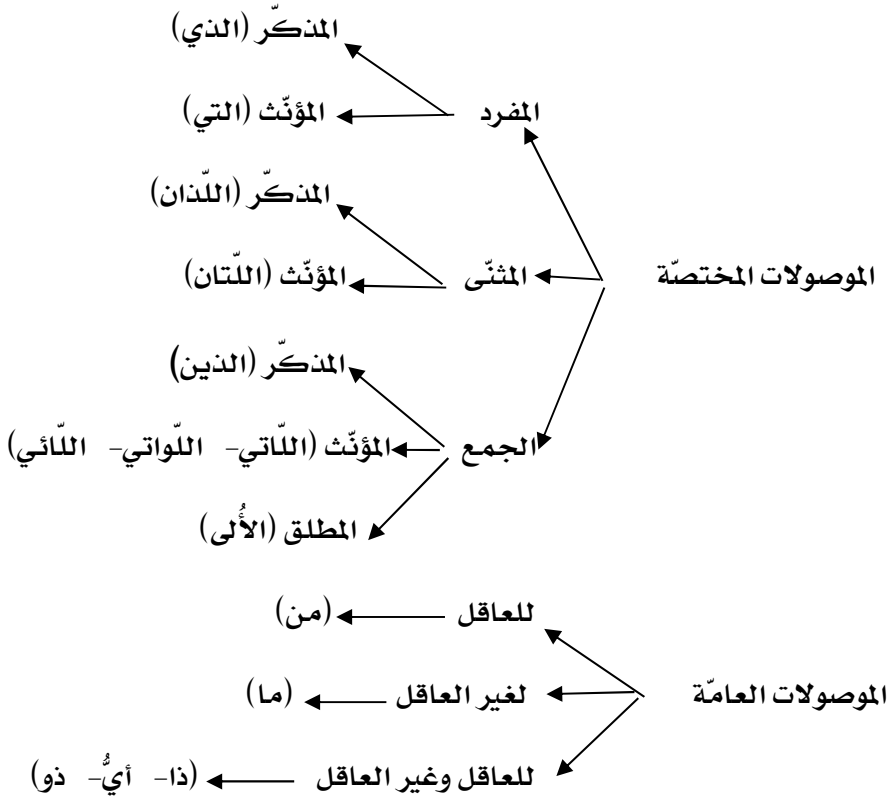 المذكّر (الذي)
المفرد المؤنّث (التي)
المذكّر (اللّذان)
الموصولات المختصّة المثنّى المؤنّث (اللّتان)
المذكّر (الذين)
الجمع المؤنّث (اللّاتي- اللّواتي- اللّائي)
المطلق (الأُلى)
للعاقل (من)
الموصولات العامّة لغير العاقل (ما)
للعاقل وغير العاقل (ذا- أيُّ- ذو)